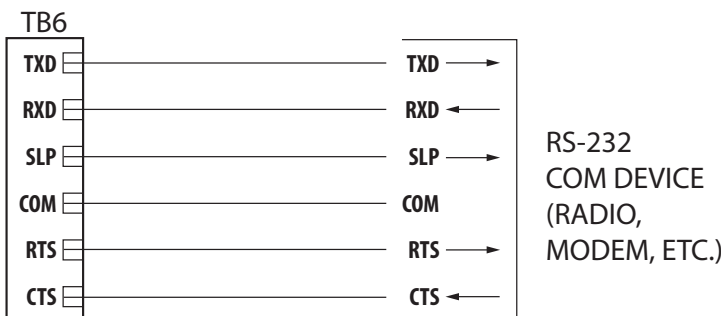 TB6
TXD TXD
RXD RXD
SLP SLP
COM COM
RTS RTS
CTS CTS
RS-232
COM DEVICE
(RADIO,
MODEM, ETC.)